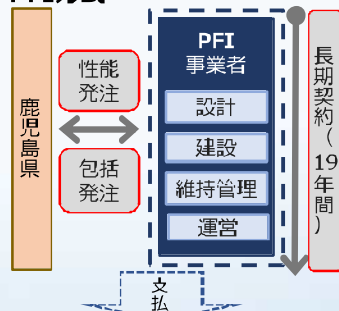 鹿児島県
性能
発注
包括
発注
PFI
事業者
設計
建設
維持管理
運営
長期契約(19年間)
支払